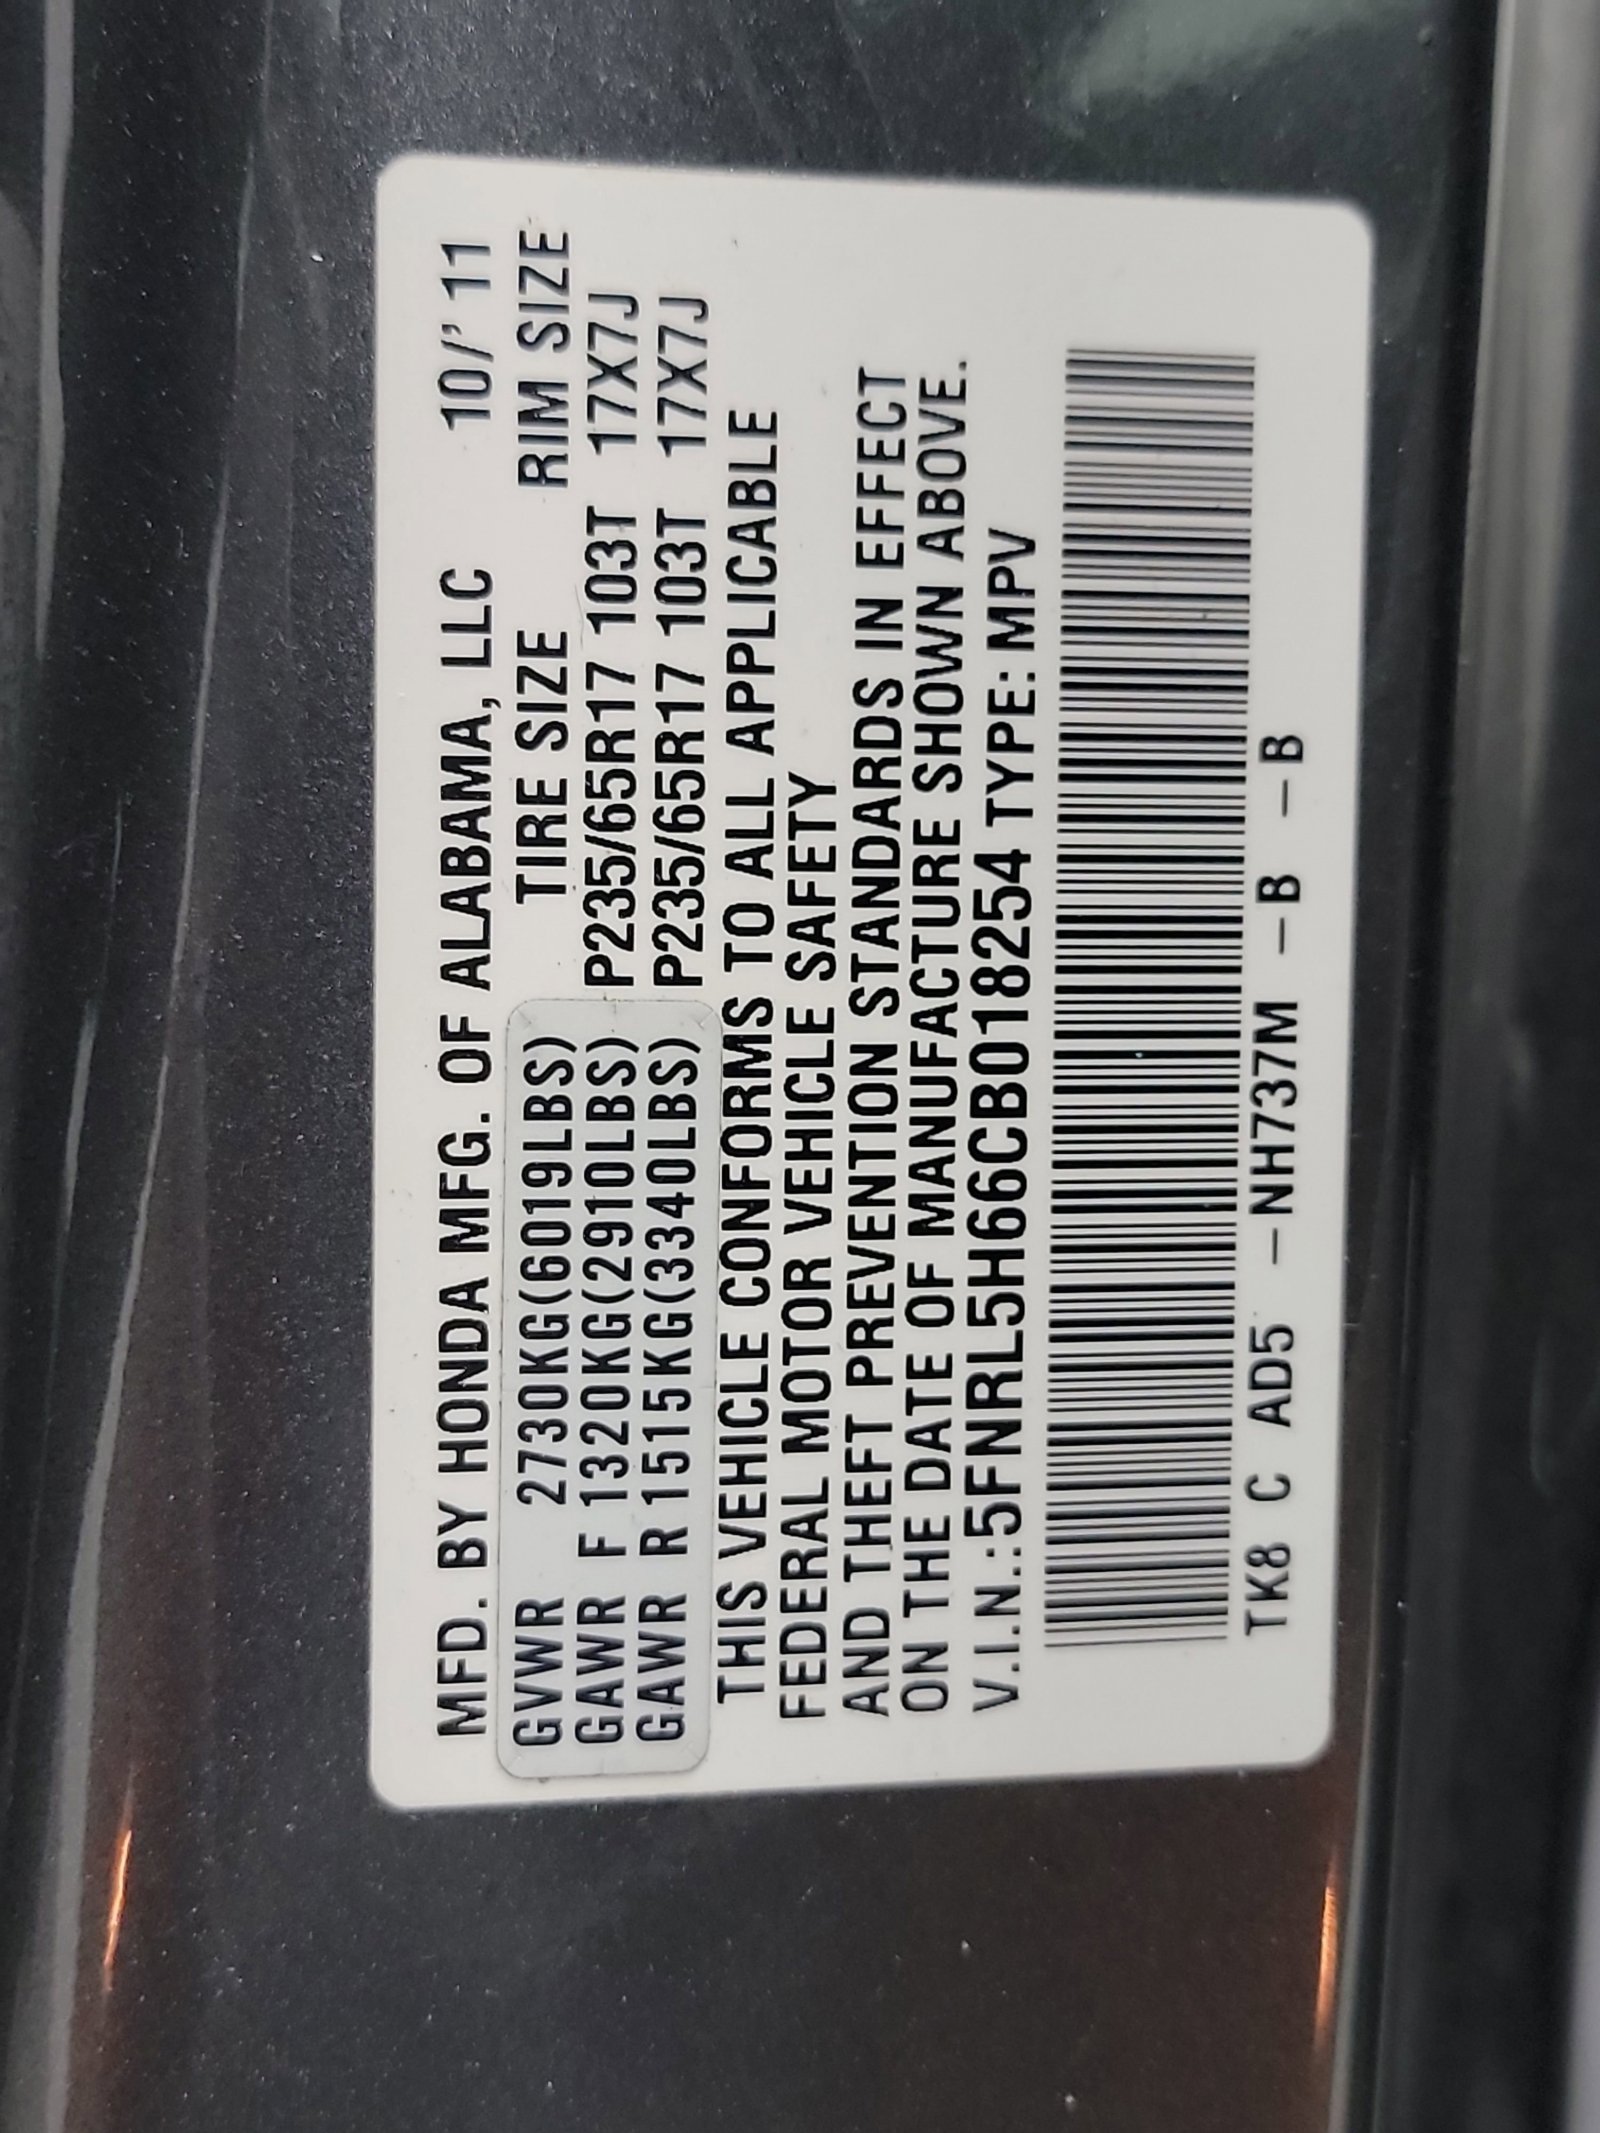 MFD. BY HONDA MFG. OF ALABAMA, LLC 10/' 11
TIRE SIZE RIM SIZE
GVWR 2730KG(6019LBS)
GAWR F 1320KG(2910LBS) P235/65R17 103T 17X7J
GAWR R 1515KG(3340LBS) P235/65R17 103T 17X7J
THIS VEHICLE CONFORMS TO ALL APPLICABLE
FEDERAL MOTOR VEHICLE SAFETY
AND THEFT PREVENTION STANDARDS IN EFFECT
ON THE DATE OF MANUFACTURE SHOWN ABOVE.
V.I.N.:5FNRL5H66CB018254 TYPE: MPV
TK8 C AD5 –NH737M –B –B